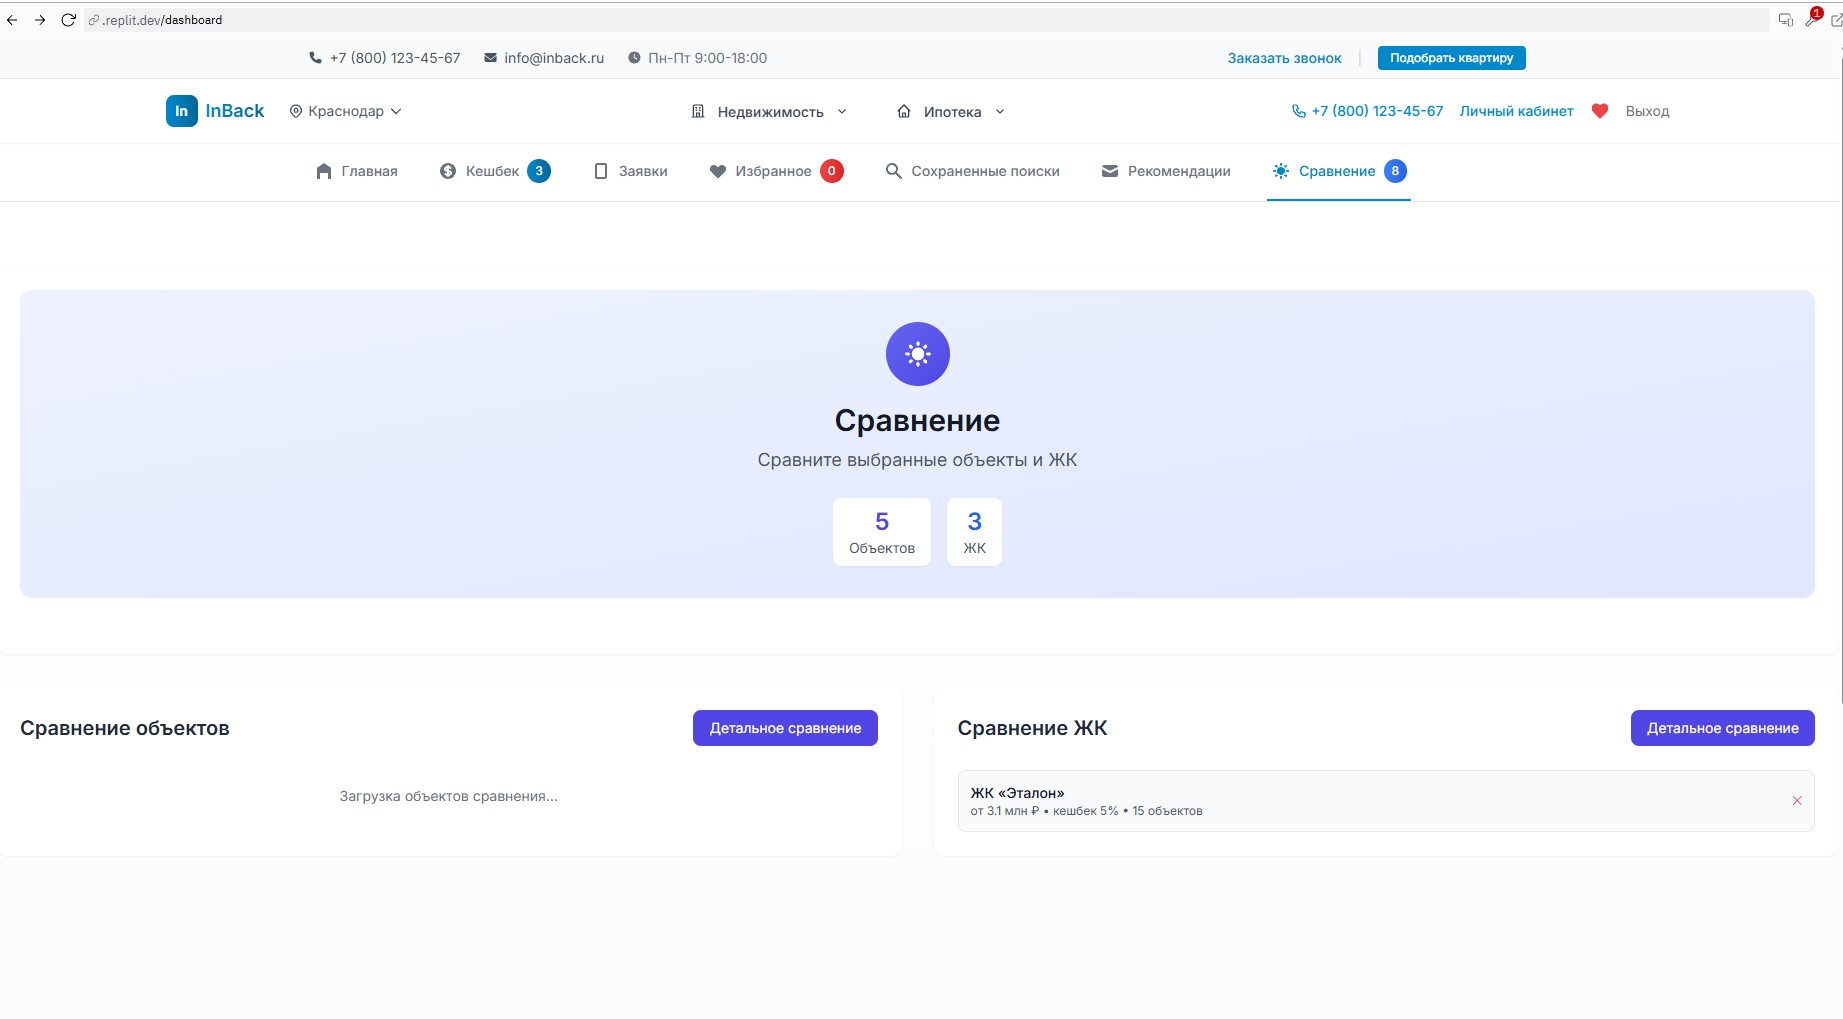 .replit.dev/dashboard
1
+7 (800) 123-45-67 info@inback.ru Пн-Пт 9:00-18:00 Заказать звонок Подобрать квартиру
In InBack Краснодар Недвижимость Ипотека +7 (800) 123-45-67 Личный кабинет Выход
Главная Кешбек 3 Заявки Избранное 0 Сохраненные поиски Рекомендации Сравнение 8
Сравнение
Сравните выбранные объекты и ЖК
5 3
Объектов ЖК
Сравнение объектов Детальное сравнение
Загрузка объектов сравнения...
Сравнение ЖК Детальное сравнение
ЖК «Эталон»
от 3.1 млн ₽ • кешбек 5% • 15 объектов